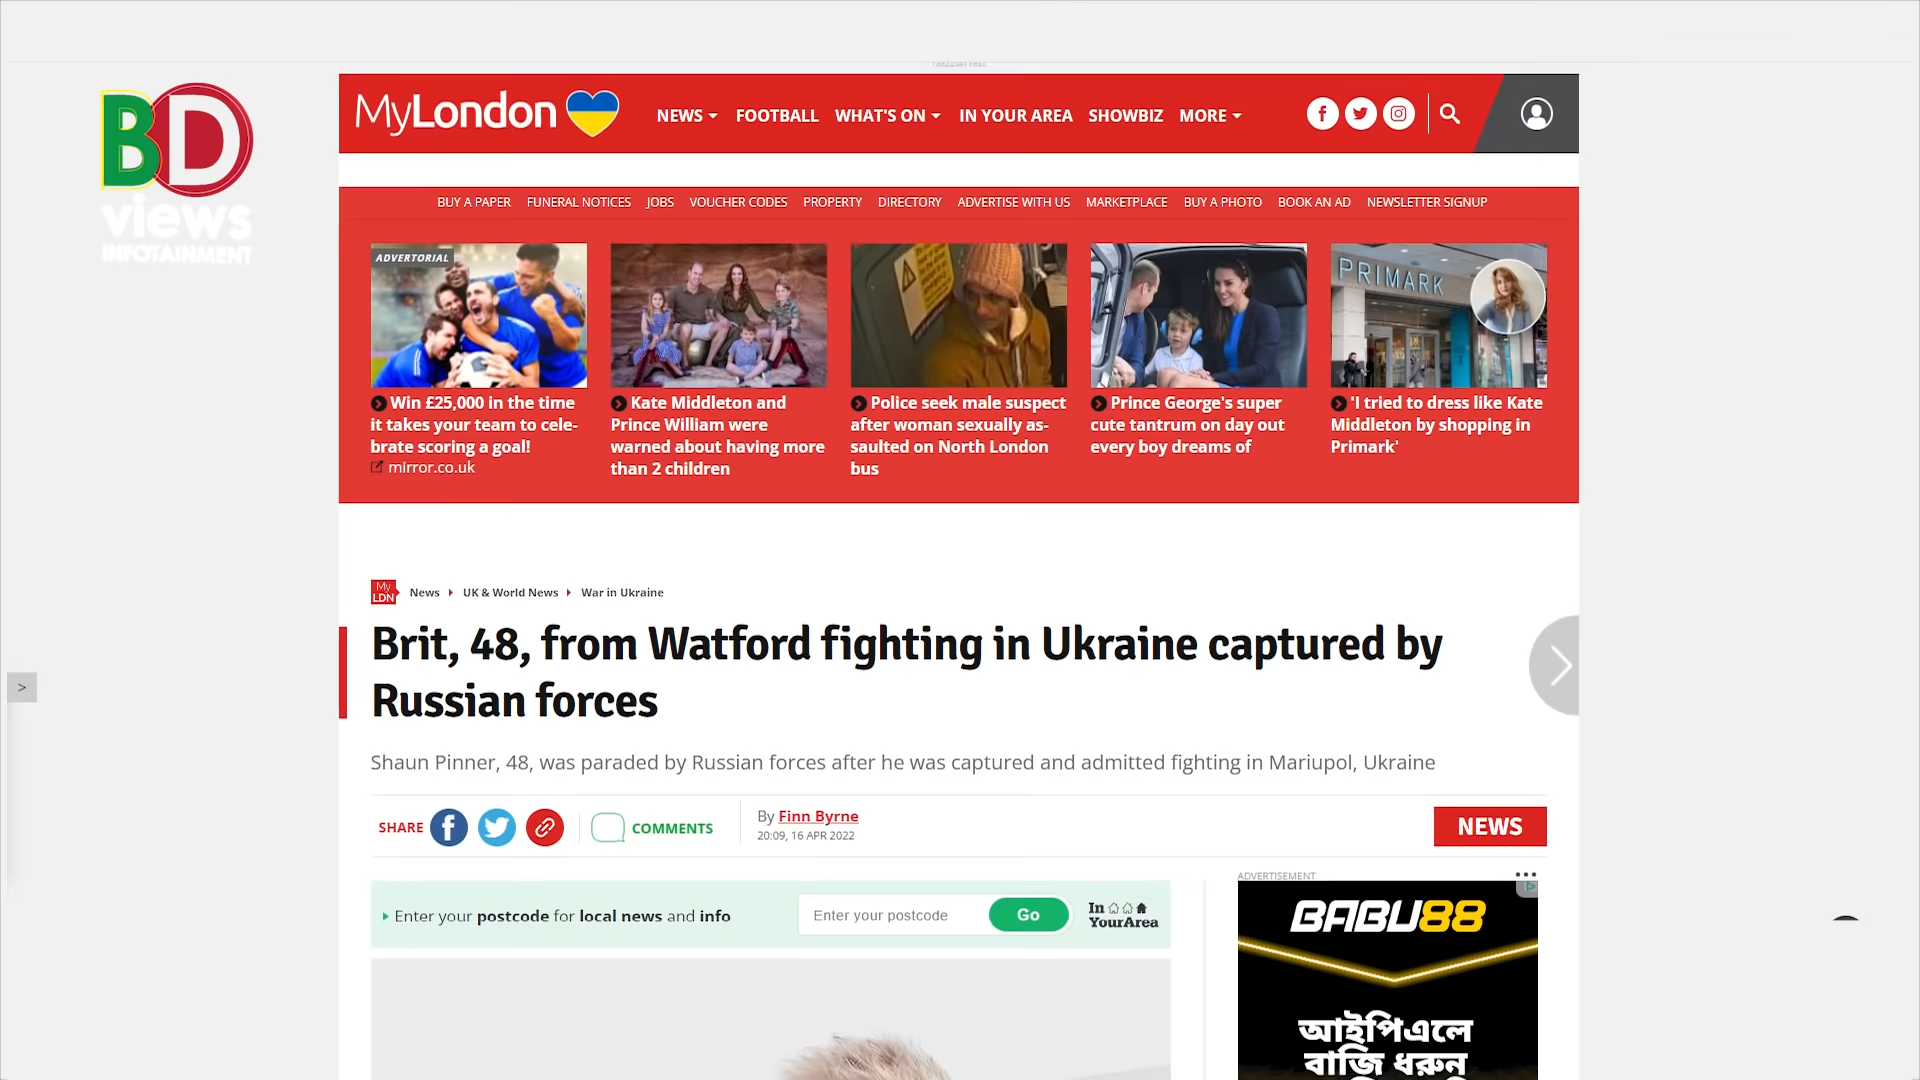 BD
views
INFOTAINMENT
MyLondon
NEWS
FOOTBALL
WHAT'S ON
IN YOUR AREA
SHOWBIZ
MORE
BUY A PAPER
FUNERAL NOTICES
JOBS
VOUCHER CODES
PROPERTY
DIRECTORY
ADVERTISE WITH US
MARKETPLACE
BUY A PHOTO
BOOK AN AD
NEWSLETTER SIGNUP
ADVERTORIAL
Win £25,000 in the time
it takes your team to cele-
brate scoring a goal!
mirror.co.uk
Kate Middleton and
Prince William were
warned about having more
than 2 children
Police seek male suspect
after woman sexually as-
saulted on North London
bus
Prince George's super
cute tantrum on day out
every boy dreams of
PRIMARK
'I tried to dress like Kate
Middleton by shopping in
Primark'
My
LDN
News
UK & World News
War in Ukraine
Brit, 48, from Watford fighting in Ukraine captured by
Russian forces
Shaun Pinner, 48, was paraded by Russian forces after he was captured and admitted fighting in Mariupol, Ukraine
SHARE
COMMENTS
By Finn Byrne
20:09, 16 APR 2022
NEWS
>
Enter your postcode for local news and info
Enter your postcode
Go
In
YourArea
ADVERTISEMENT
BABU88
আইপিএলে
বাজি ধরুন